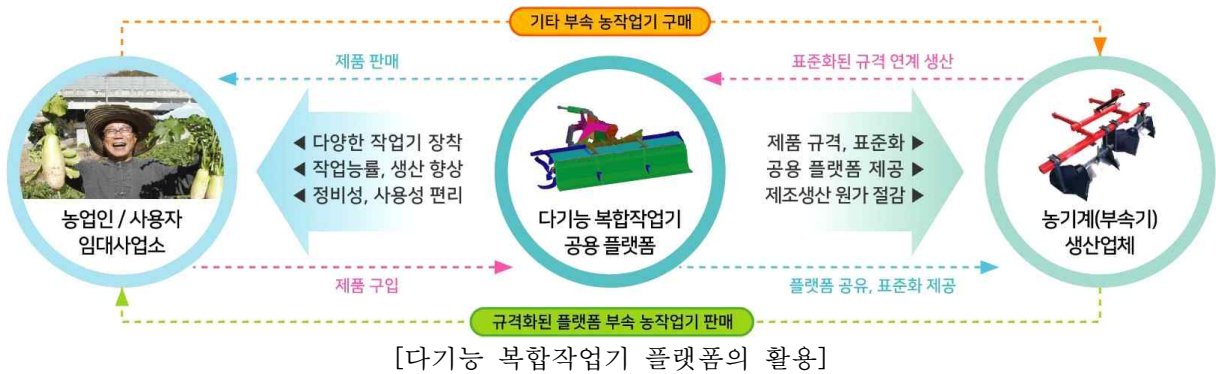 기타 부속 농작업기 구매
제품 판매
표준화된 규격 연계 생산
◀ 다양한 작업기 장착
◀ 작업능률, 생산 향상
◀ 정비성, 사용성 편리
제품 규격, 표준화 ▶
공용 플랫폼 제공 ▶
제조생산 원가 절감 ▶
농업인 / 사용자
임대사업소
다기능 복합작업기
공용 플랫폼
농기계(부속기)
생산업체
제품 구입
플랫폼 공유, 표준화 제공
규격화된 플랫폼 부속 농작업기 판매
[다기능 복합작업기 플랫폼의 활용]